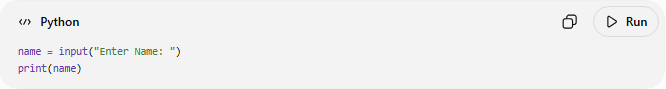 Python
Run
name = input("Enter Name: ")
print(name)